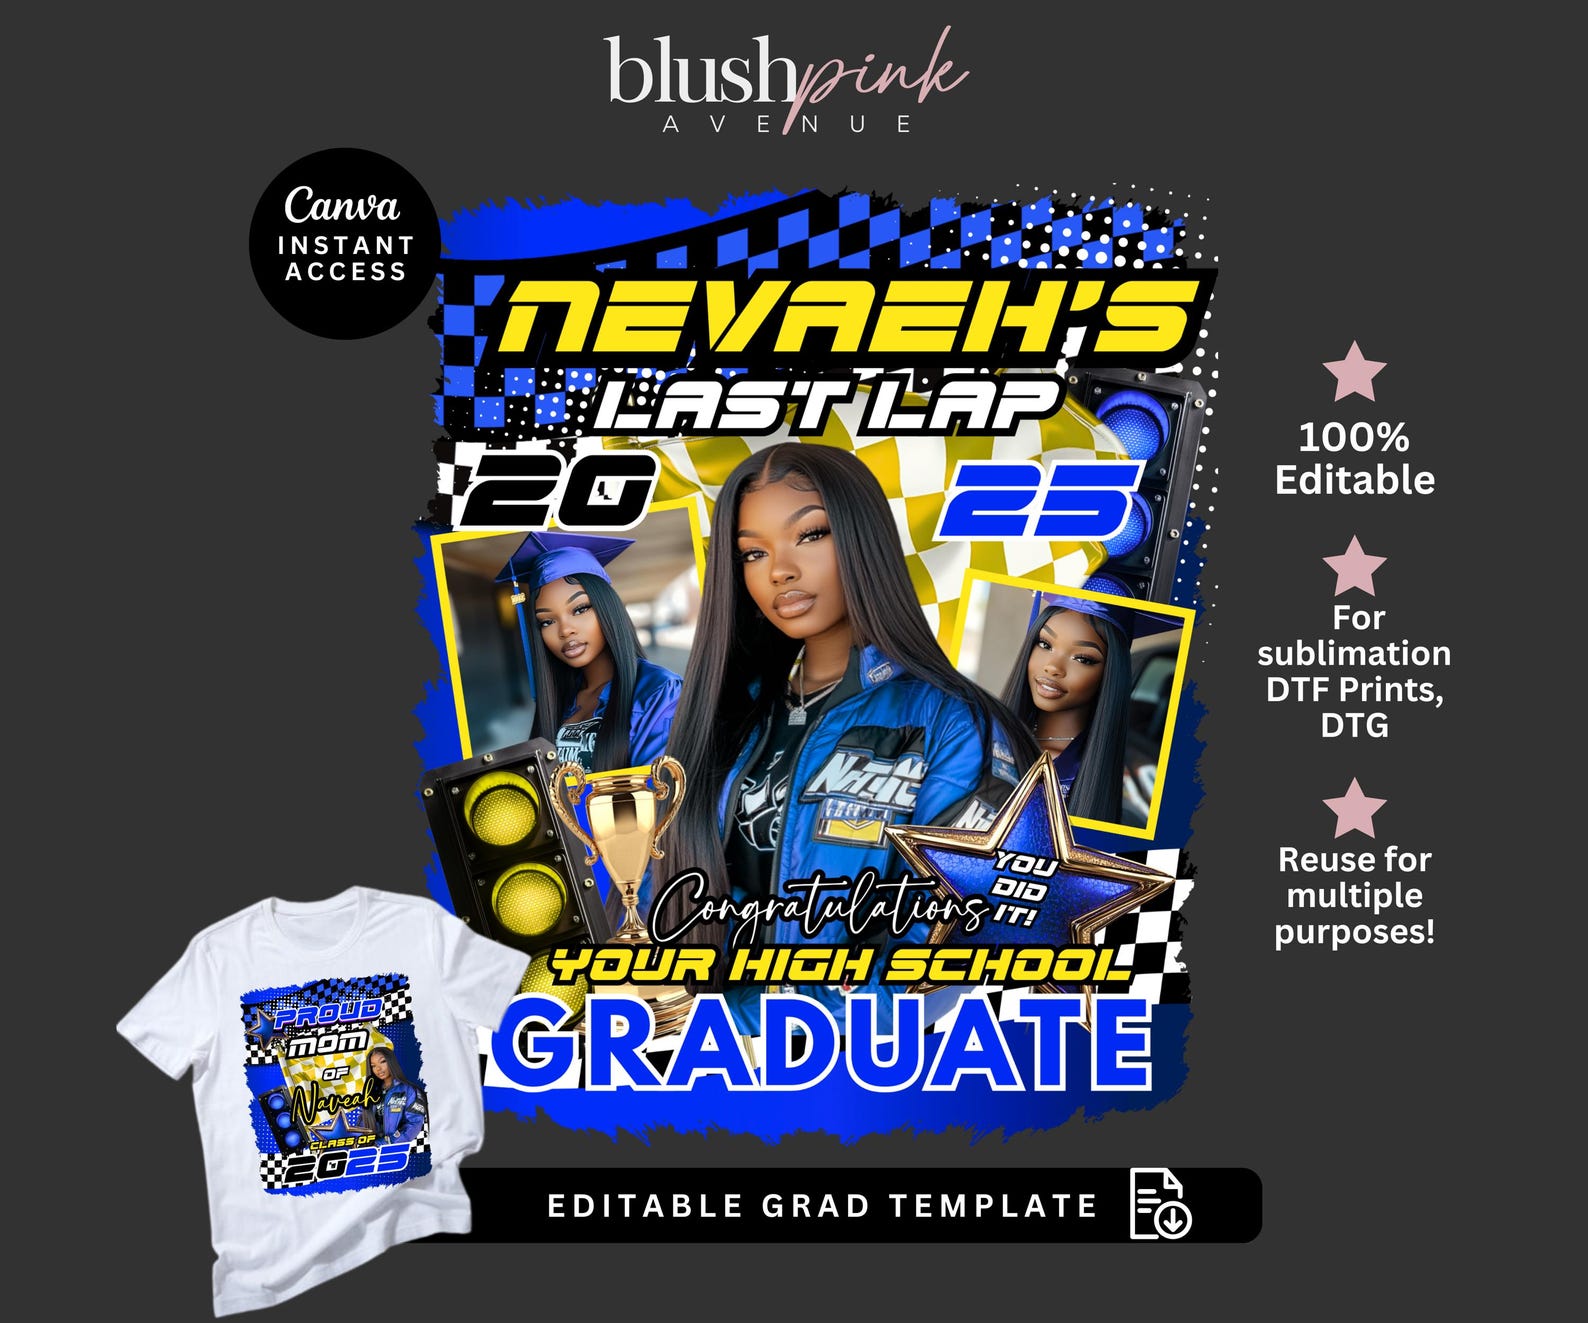 blushpink
AVENUE
Canva
INSTANT
ACCESS
NEVAEH'S
LAST LAP
20 25
100%
Editable
For
sublimation
DTF Prints,
DTG
Reuse for
multiple
purposes!
YOU
DID
IT!
Congratulations
YOUR HIGH SCHOOL
GRADUATE
PROUD
MOM
OF
Naveah
CLASS OF
2025
EDITABLE GRAD TEMPLATE